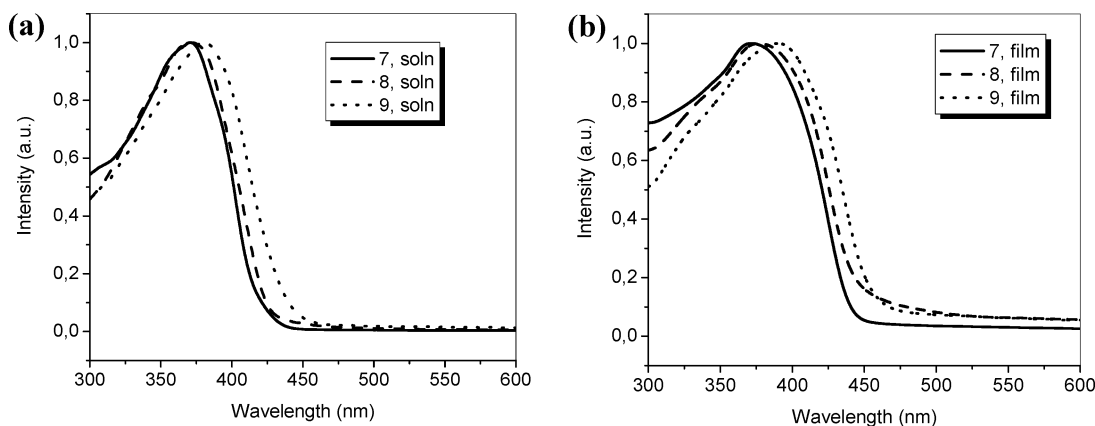 (a)
1,0
0,8
0,6
0,4
0,2
0,0
Intensity (a.u.)
7, soln
8, soln
9, soln
300 350 400 450 500 550 600
Wavelength (nm)
(b)
1,0
0,8
0,6
0,4
0,2
0,0
Intensity (a.u.)
7, film
8, film
9, film
300 350 400 450 500 550 600
Wavelength (nm)